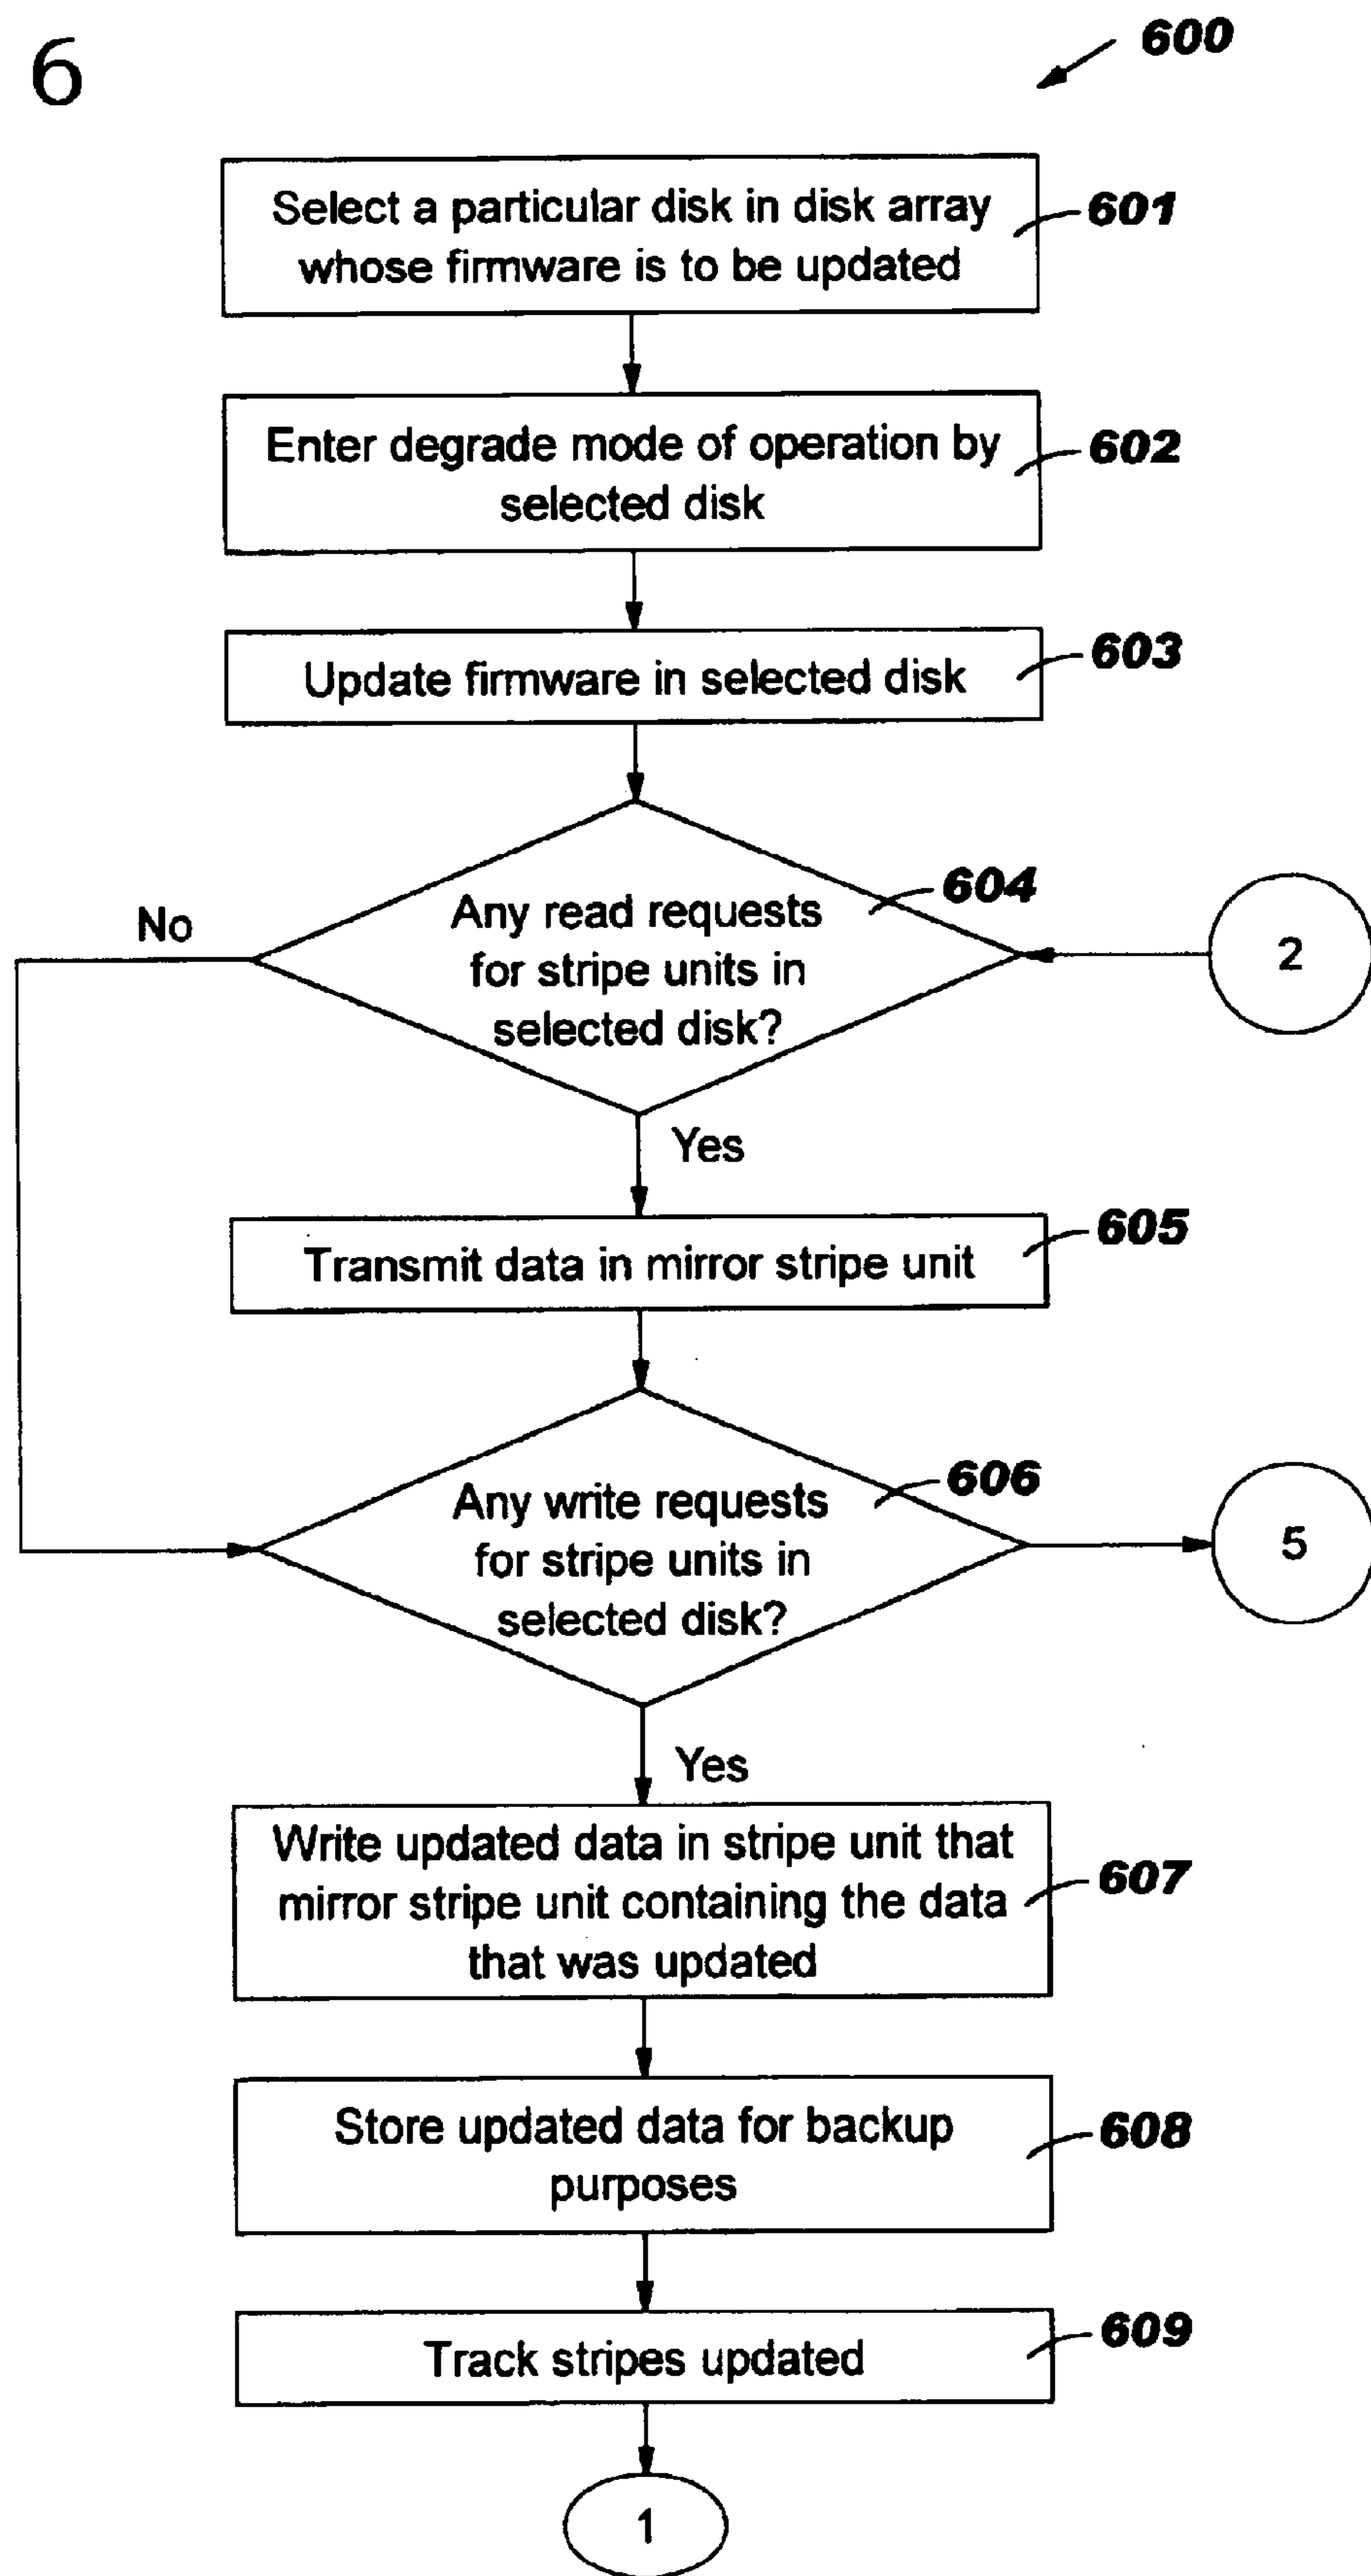 6
600
Select a particular disk in disk array
whose firmware is to be updated
601
Enter degrade mode of operation by
selected disk
602
Update firmware in selected disk
603
604
Any read requests
for stripe units in
selected disk?
No
2
Yes
605
Transmit data in mirror stripe unit
606
Any write requests
for stripe units in
selected disk?
5
Yes
Write updated data in stripe unit that
mirror stripe unit containing the data
that was updated
607
Store updated data for backup
purposes
608
Track stripes updated
609
1